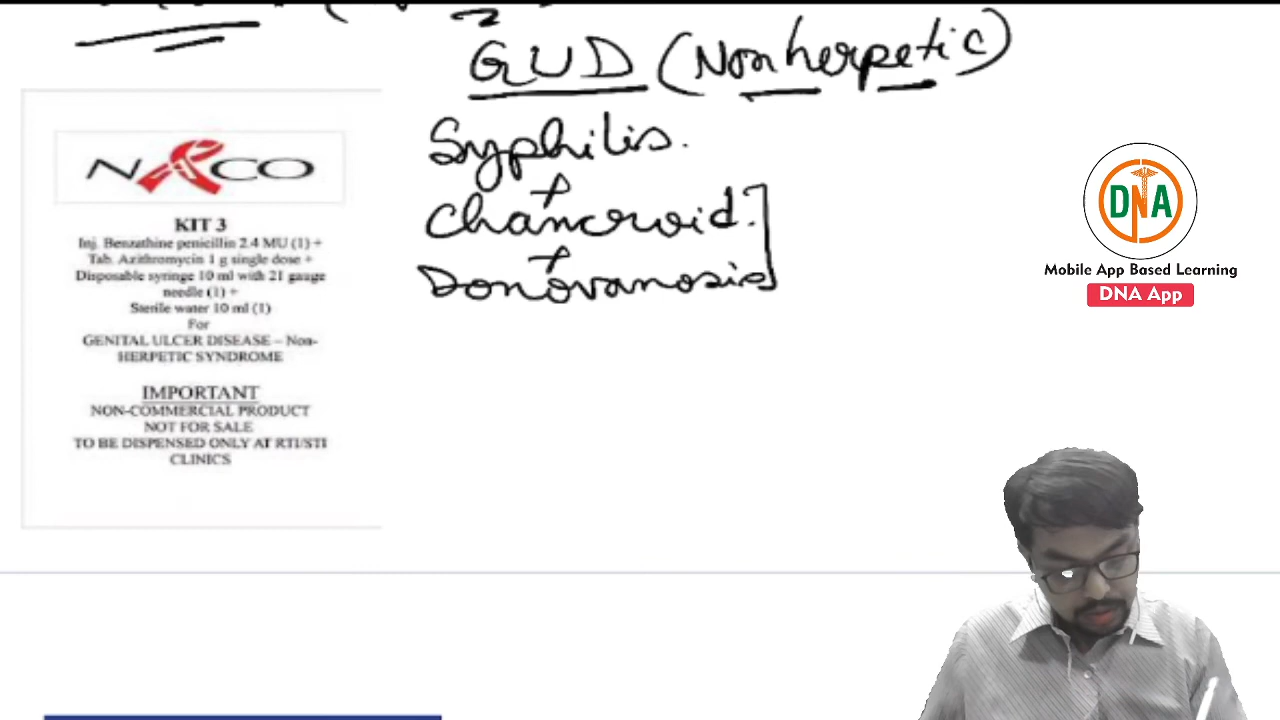 GUD (Nonherpetic)
Syphilis.
+
Chancroid.
+
Donovanosis
NACO
KIT 3
Inj. Benzathine penicillin 2.4 MU (1) +
Tab. Azithromycin 1 g single dose +
Disposable syringe 10 ml with 21 gauge
needle (1) +
Sterile water 10 ml (1)
For
GENITAL ULCER DISEASE – Non-
HERPETIC SYNDROME
IMPORTANT
NON-COMMERCIAL PRODUCT
NOT FOR SALE
TO BE DISPENSED ONLY AT RTI/STI
CLINICS
DNA
Mobile App Based Learning
DNA App